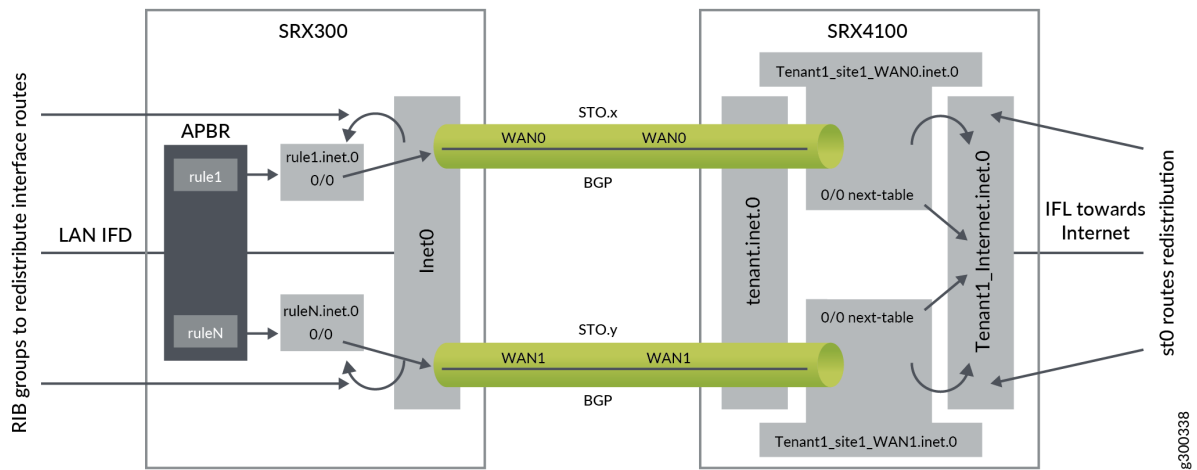 SRX300
SRX4100
RIB groups to redistribute interface routes
APBR
rule1
rule1.inet.0
0/0
LAN IFD
ruleN
ruleN.inet.0
0/0
Inet0
STO.x
WAN0
WAN0
BGP
STO.y
WAN1
WAN1
BGP
Tenant1_site1_WAN0.inet.0
tenant.inet.0
0/0 next-table
0/0 next-table
Tenant1_Internet.inet.0
Tenant1_site1_WAN1.inet.0
IFL towards
Internet
st0 routes redistribution
g300338